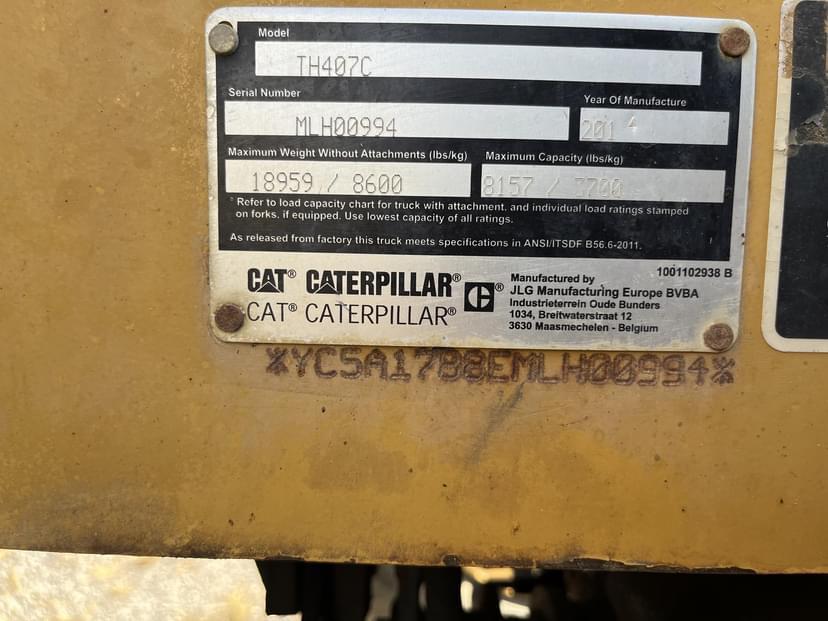 Model
TH407C
Serial Number
Year Of Manufacture
MLH00994
2014
Maximum Weight Without Attachments (lbs/kg)
Maximum Capacity (lbs/kg)
18959 / 8600
8157 / 3700
* Refer to load capacity chart for truck with attachment, and individual load ratings stamped
on forks, if equipped. Use lowest capacity of all ratings.
As released from factory this truck meets specifications in ANSI/ITSDF B56.6-2011.
1001102938 B
CAT® CATERPILLAR® C®
CAT® CATERPILLAR®
Manufactured by
JLG Manufacturing Europe BVBA
Industrieterrein Oude Bunders
1034, Breitwaterstraat 12
3630 Maasmechelen - Belgium
*YC5A17B8EMLH00994*